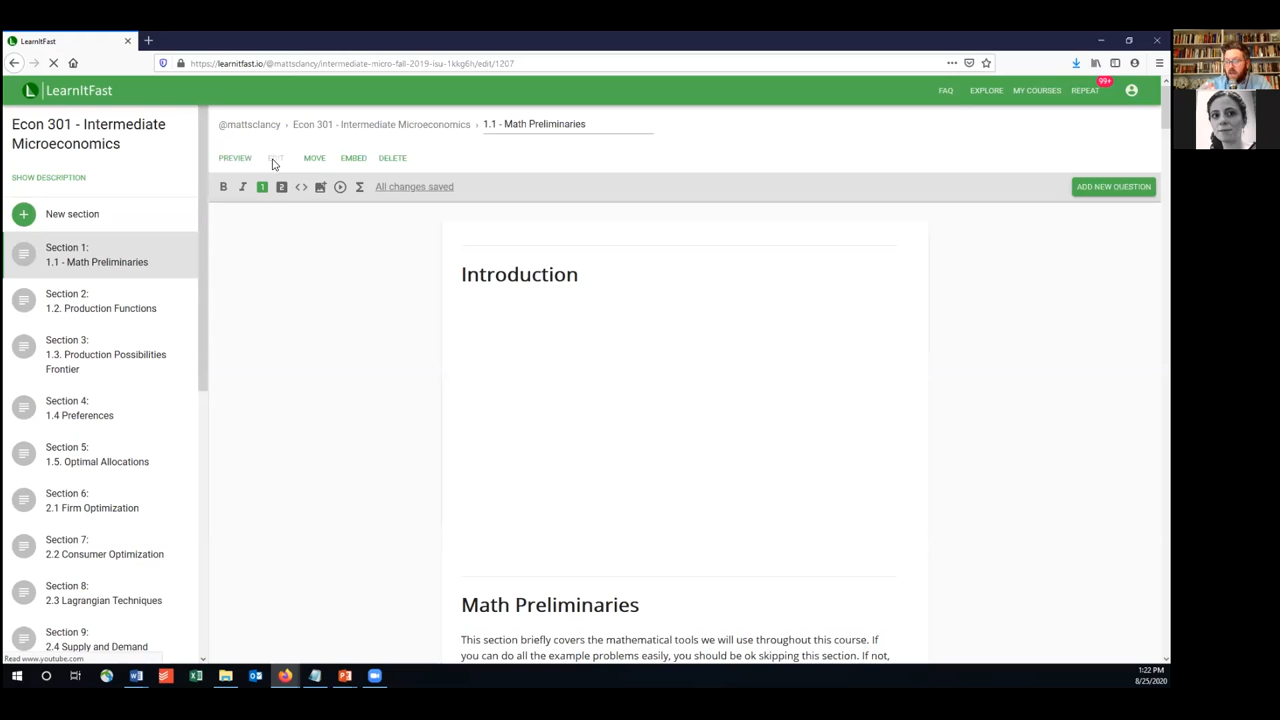 LearnItFast
https://learnitfast.io/@mattsclancy/intermediate-micro-fall-2019-isu-1kkg6h/edit/1207
LearnItFast
FAQ
EXPLORE
MY COURSES
REPEAT
99+
Econ 301 - Intermediate
Microeconomics
SHOW DESCRIPTION
New section
Section 1:
1.1 - Math Preliminaries
Section 2:
1.2. Production Functions
Section 3:
1.3. Production Possibilities
Frontier
Section 4:
1.4 Preferences
Section 5:
1.5. Optimal Allocations
Section 6:
2.1 Firm Optimization
Section 7:
2.2 Consumer Optimization
Section 8:
2.3 Lagrangian Techniques
Section 9:
2.4 Supply and Demand
Read www.youtube.com
@mattsclancy › Econ 301 - Intermediate Microeconomics › 1.1 - Math Preliminaries
PREVIEW EDIT MOVE EMBED DELETE
B I 1 2 <> Σ All changes saved
ADD NEW QUESTION
Introduction
Math Preliminaries
This section briefly covers the mathematical tools we will use throughout this course. If
you can do all the example problems easily, you should be ok skipping this section. If not,
1:22 PM
8/25/2020